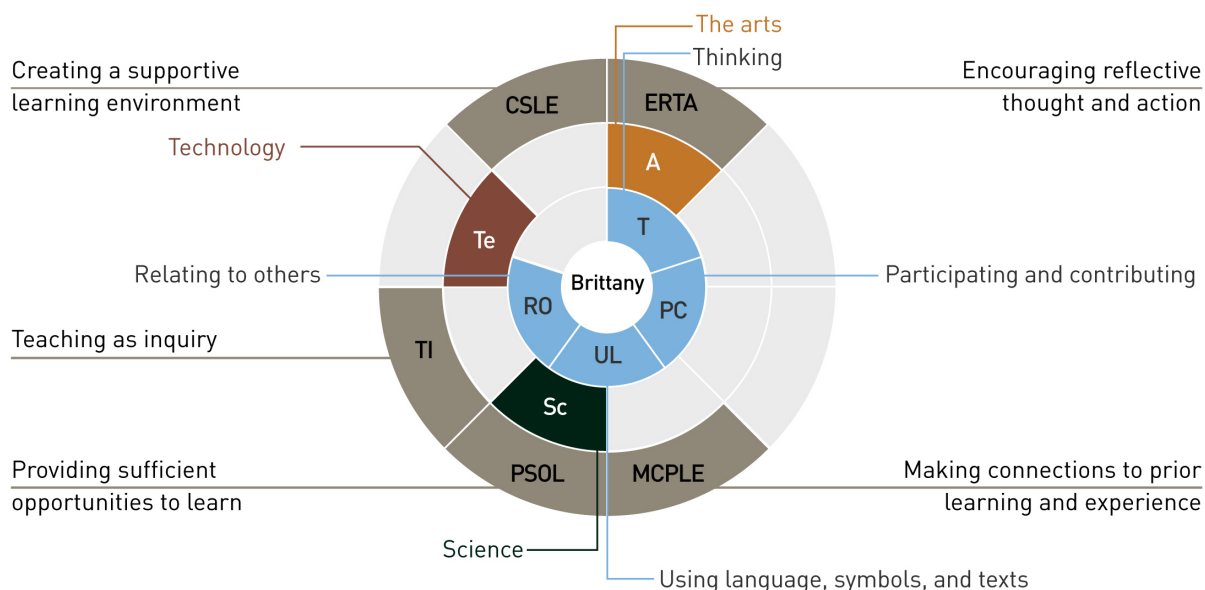 The arts
Thinking
Creating a supportive
learning environment
Encouraging reflective
thought and action
CSLE
ERTA
Technology
A
Te
T
Relating to others
Brittany
Participating and contributing
RO
PC
Teaching as inquiry
TI
UL
Sc
Providing sufficient
opportunities to learn
PSOL
MCPLE
Making connections to prior
learning and experience
Science
Using language, symbols, and texts